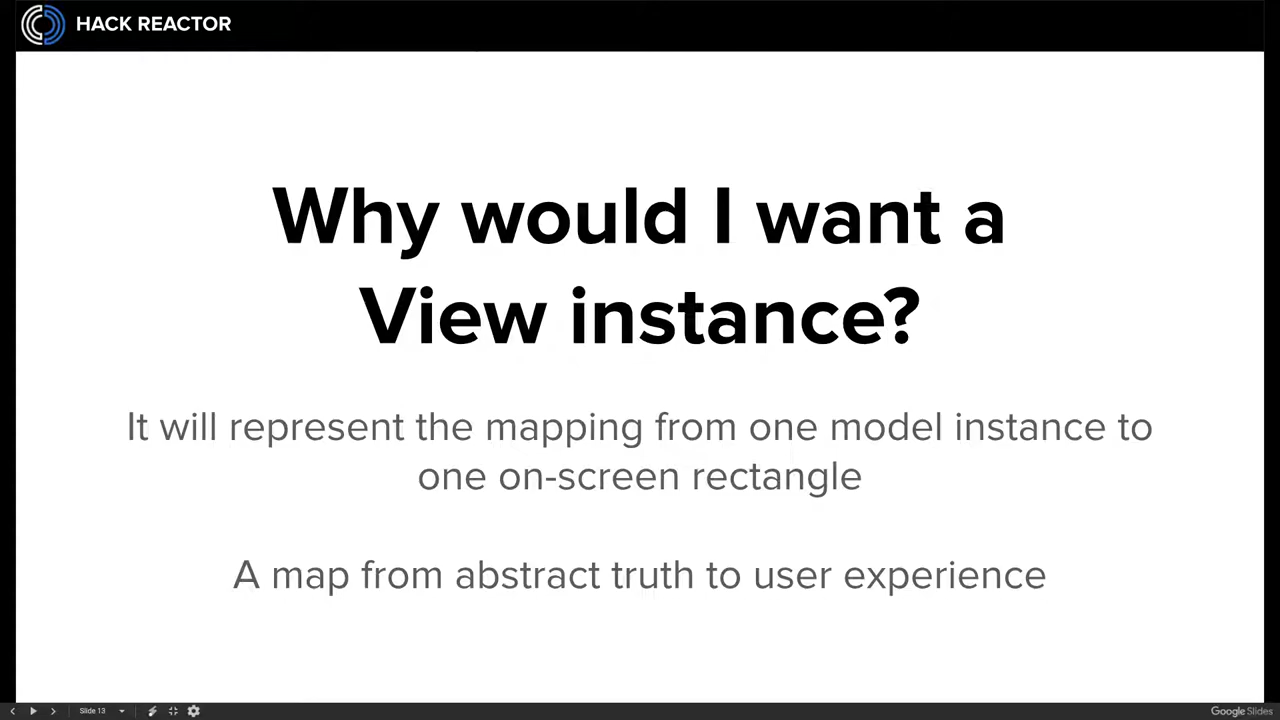 HACK REACTOR
Why would I want a
View instance?
It will represent the mapping from one model instance to
one on-screen rectangle
A map from abstract truth to user experience
Slide 13
Google Slides